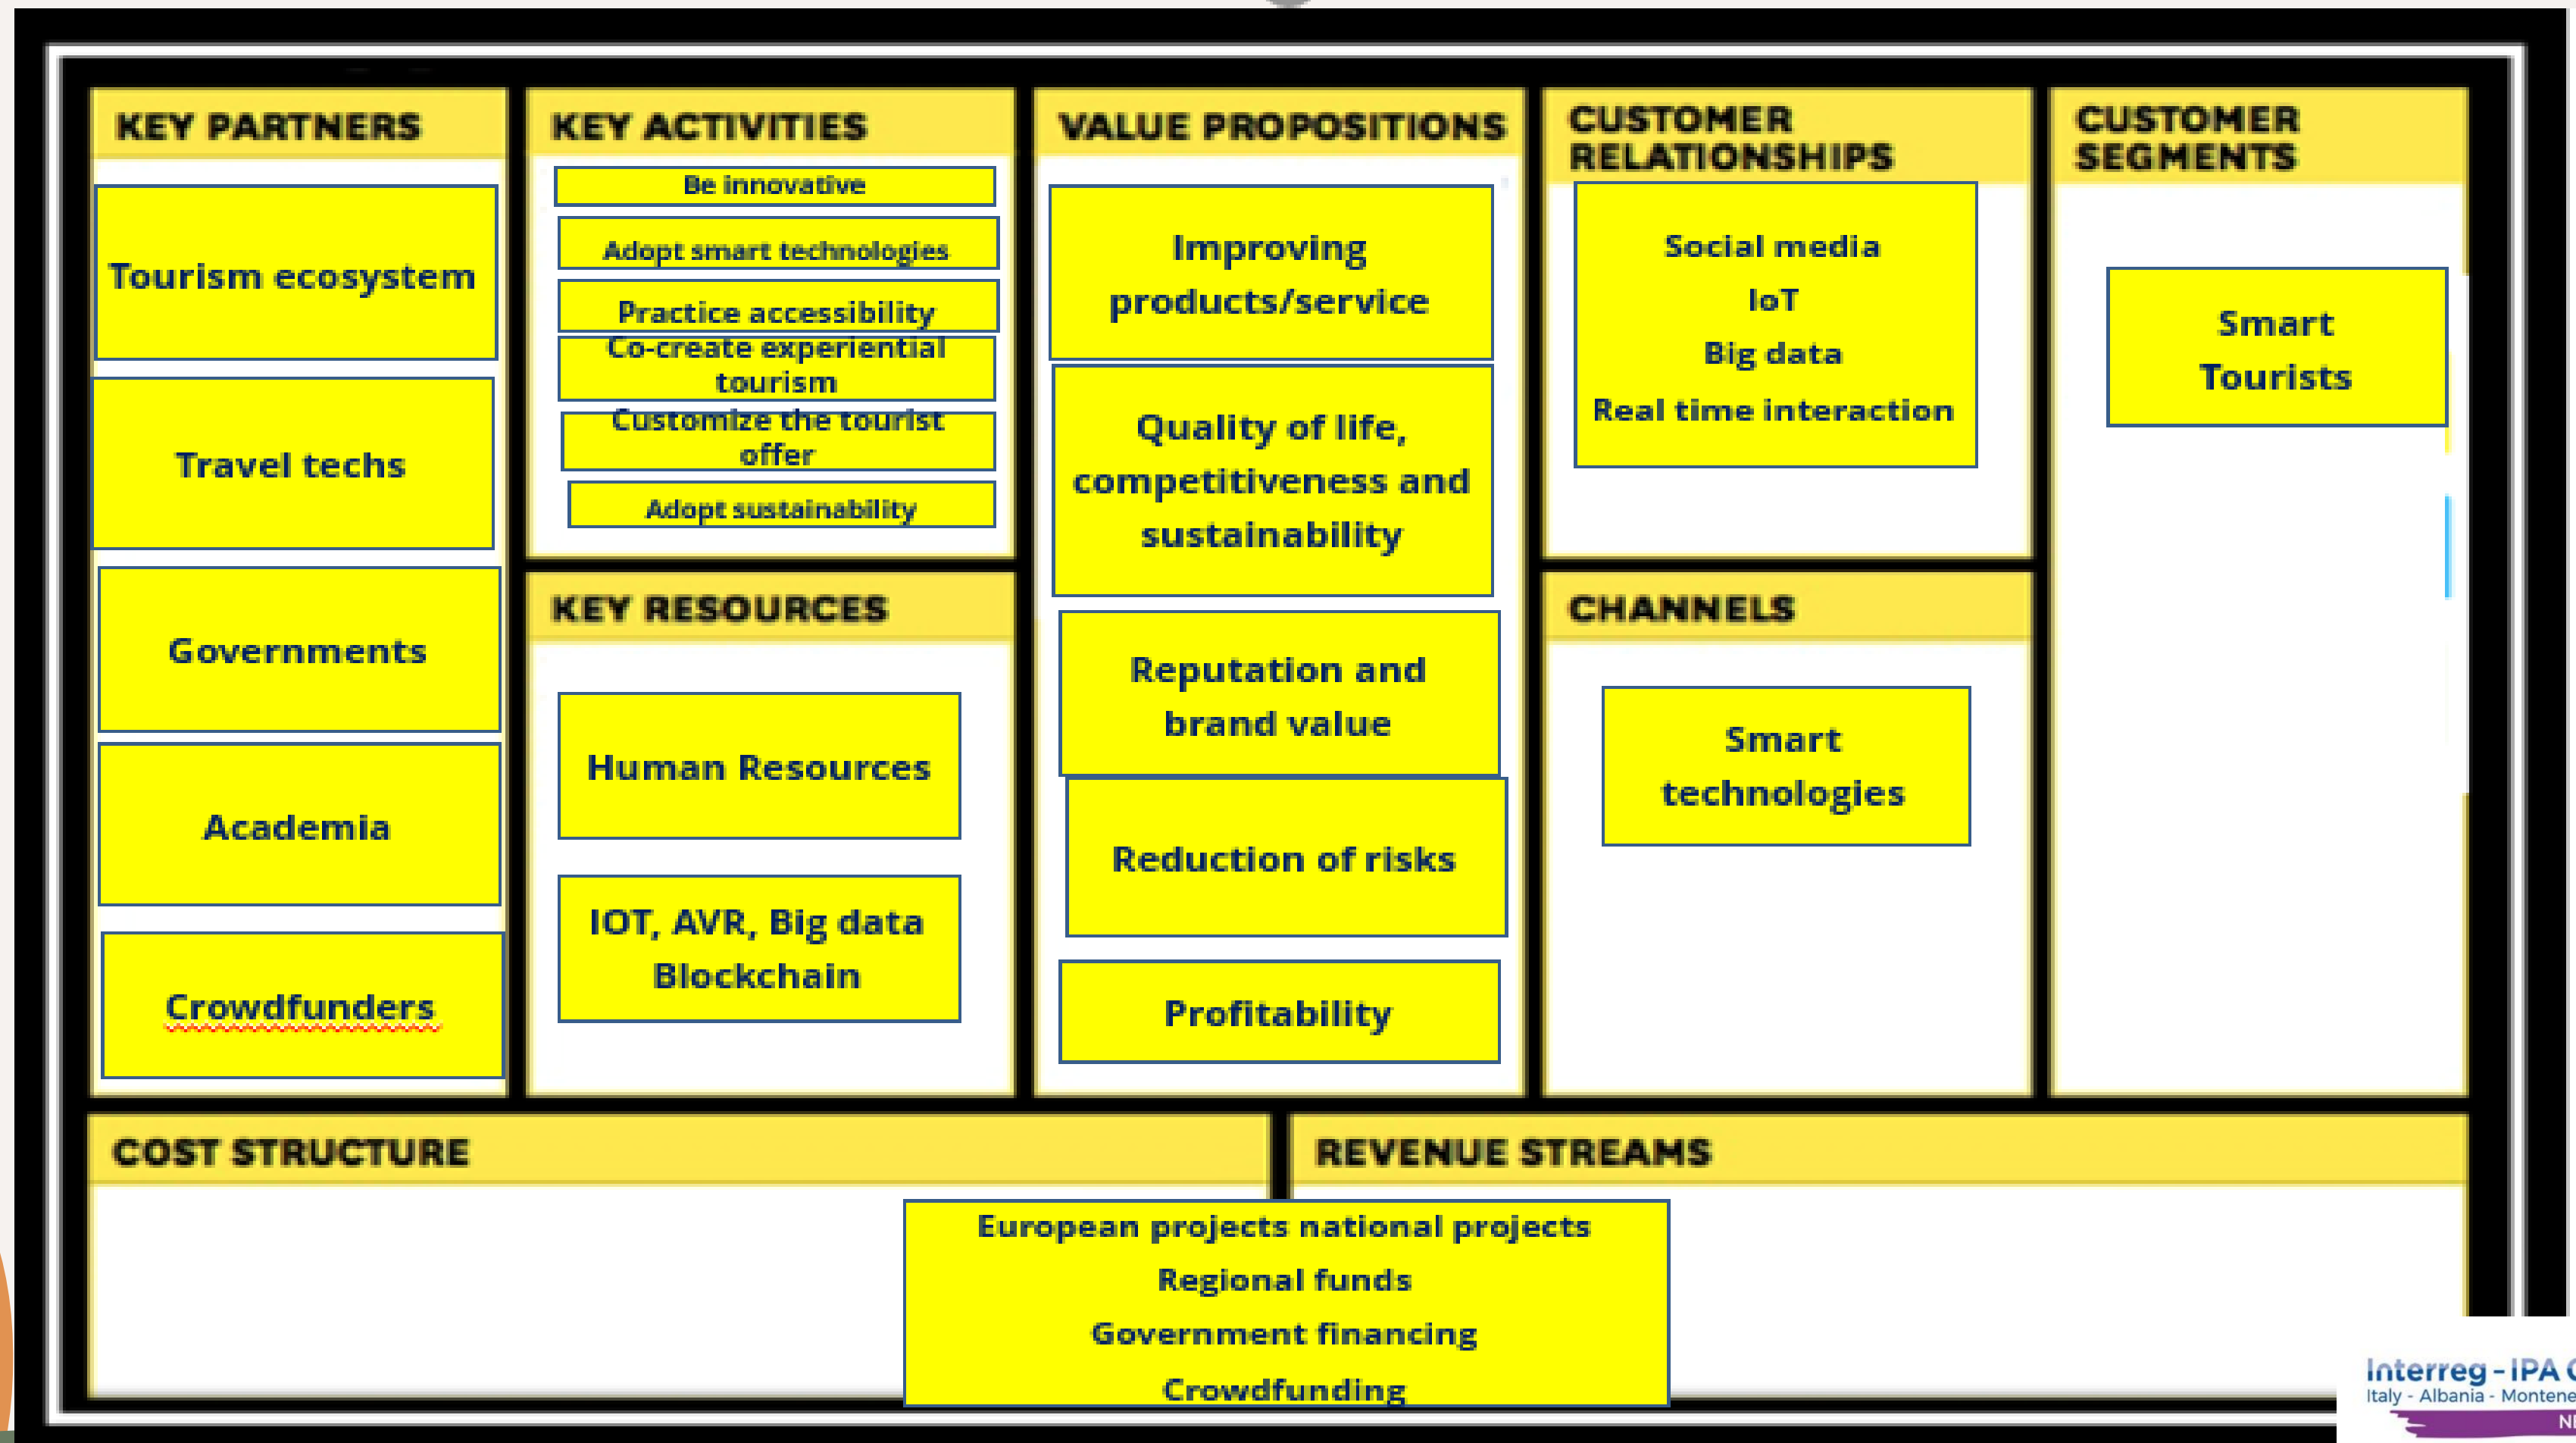 KEY PARTNERS
Tourism ecosystem
Travel techs
Governments
Academia
Crowdfunders
KEY ACTIVITIES
Be innovative
Adopt smart technologies
Practice accessibility
Co-create experiential
tourism
Customize the tourist
offer
Adopt sustainability
KEY RESOURCES
Human Resources
IOT, AVR, Big data
Blockchain
VALUE PROPOSITIONS
Improving
products/service
Quality of life,
competitiveness and
sustainability
Reputation and
brand value
Reduction of risks
Profitability
CUSTOMER
RELATIONSHIPS
Social media
IoT
Big data
Real time interaction
CHANNELS
Smart
technologies
CUSTOMER
SEGMENTS
Smart
Tourists
COST STRUCTURE
REVENUE STREAMS
European projects national projects
Regional funds
Government financing
Crowdfunding
Interreg - IPA
Italy - Albania -